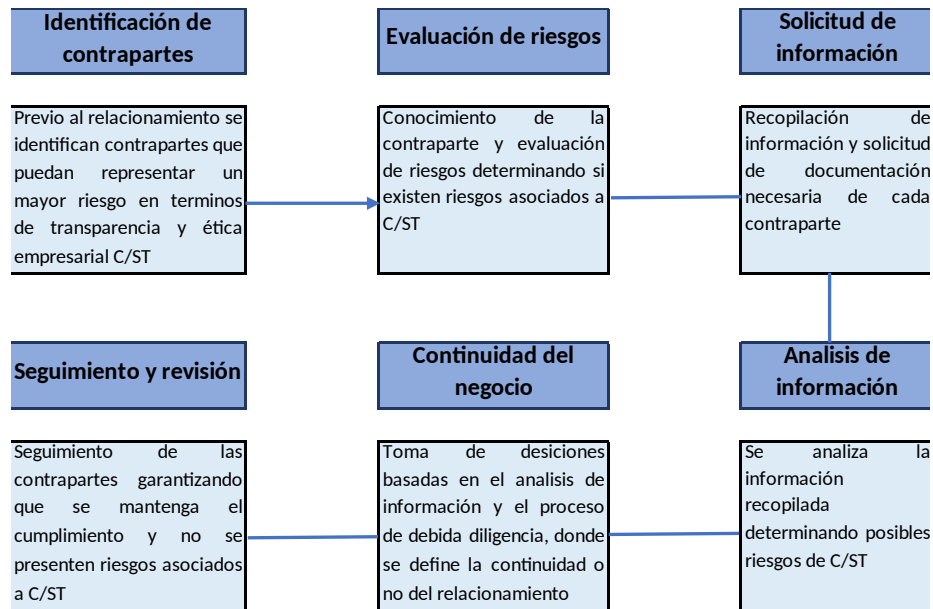 Identificación de
contrapartes
Previo al relacionamiento se
identifican contrapartes que
puedan representar un
mayor riesgo en terminos
de transparencia y ética
empresarial C/ST
Evaluación de riesgos
Conocimiento de la
contraparte y evaluación
de riesgos determinando si
existen riesgos asociados a
C/ST
Solicitud de
información
Recopilación de
información y solicitud
de documentación
necesaria de cada
contraparte
Analisis de
información
Se analiza la
información
recopilada
determinando posibles
riesgos de C/ST
Continuidad del
negocio
Toma de desiciones
basadas en el analisis de
información y el proceso
de debida diligencia, donde
se define la continuidad o
no del relacionamiento
Seguimiento y revisión
Seguimiento de las
contrapartes garantizando
que se mantenga el
cumplimiento y no se
presenten riesgos asociados
a C/ST